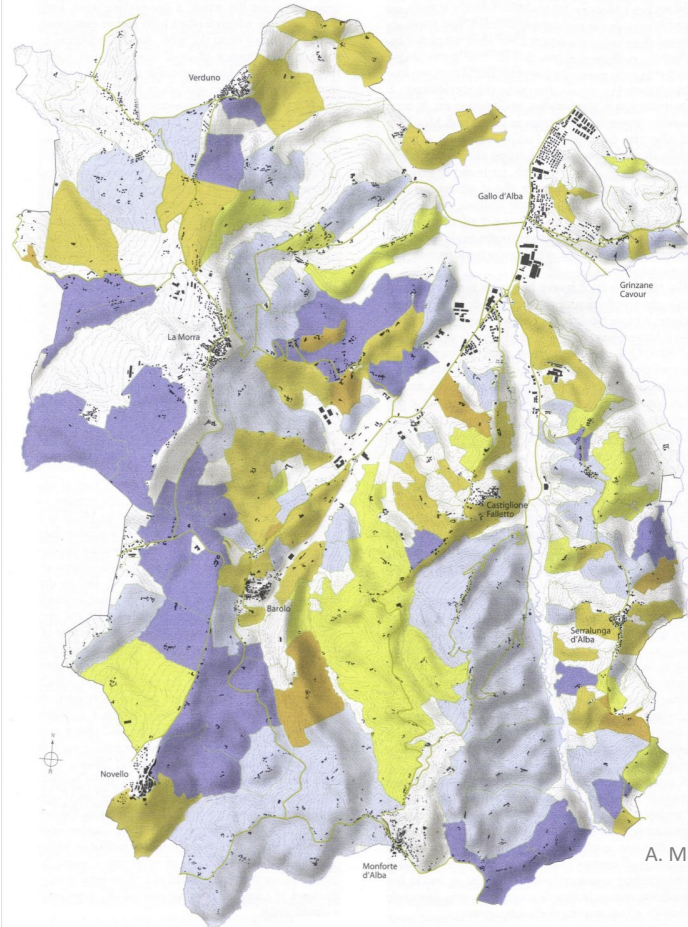 Verduno
Gallo d'Alba
Grinzane
Cavour
La Morra
Castiglione
Falletto
Barolo
Serralunga
d'Alba
Novello
Monforte
d'Alba
A. M
N